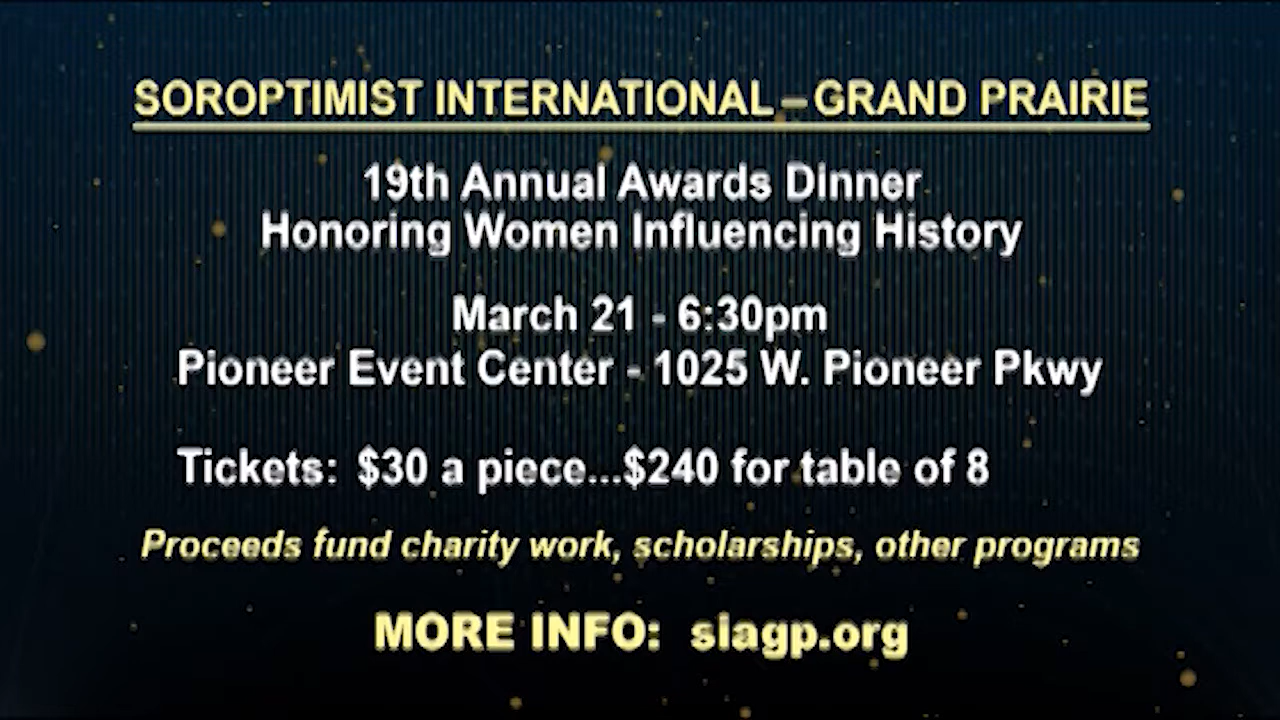 SOROPTIMIST INTERNATIONAL – GRAND PRAIRIE
19th Annual Awards Dinner
Honoring Women Influencing History
March 21 - 6:30pm
Pioneer Event Center - 1025 W. Pioneer Pkwy
Tickets: $30 a piece...$240 for table of 8
Proceeds fund charity work, scholarships, other programs
MORE INFO: siagp.org